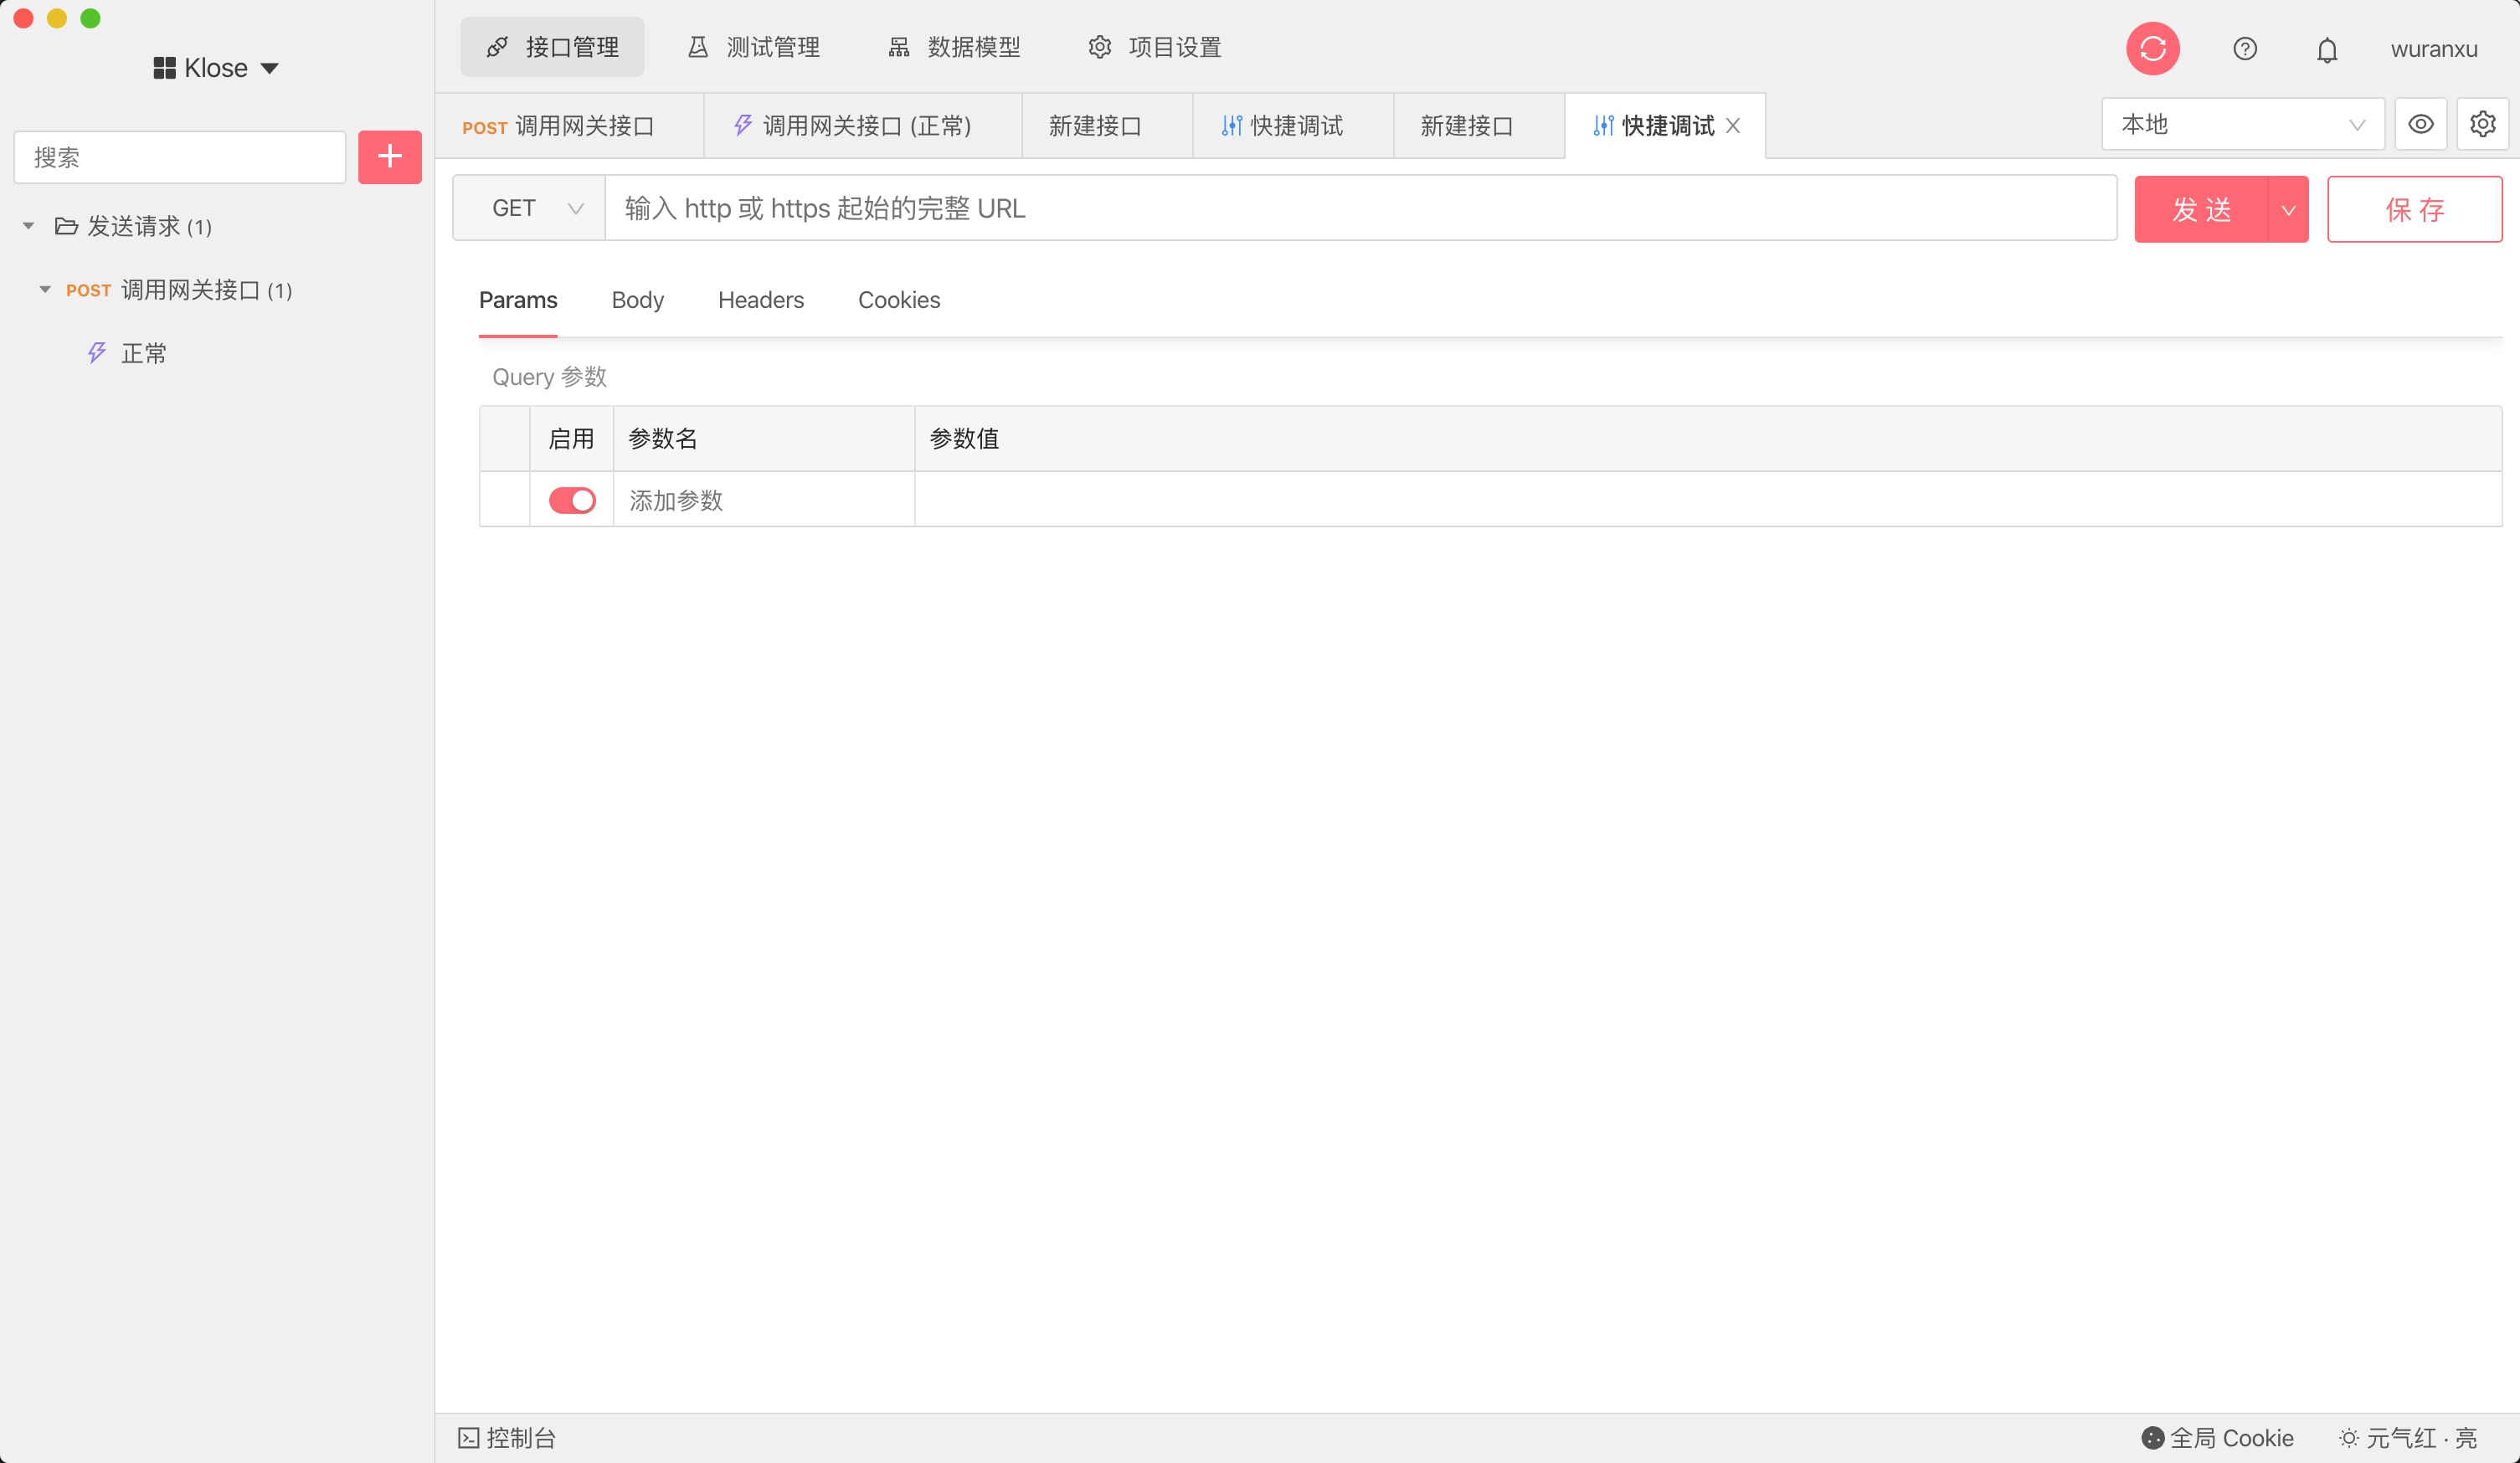 Klose
接口管理 测试管理 数据模型 项目设置 wuranxu
搜索
POST 调用网关接口 调用网关接口 (正常) 新建接口 快捷调试 新建接口 快捷调试 本地
GET 输入 http 或 https 起始的完整 URL 发 送 保 存
发送请求 (1)
POST 调用网关接口 (1)
正常
Params Body Headers Cookies
Query 参数
启用 参数名 参数值
添加参数
控制台 全局 Cookie 元气红 · 亮